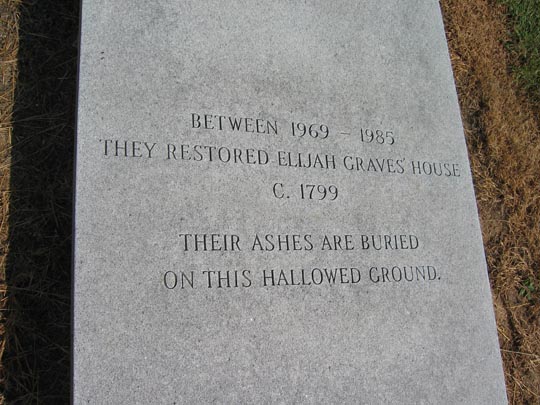 BETWEEN 1969 – 1985
THEY RESTORED ELIJAH GRAVES' HOUSE
C. 1799
THEIR ASHES ARE BURIED
ON THIS HALLOWED GROUND.